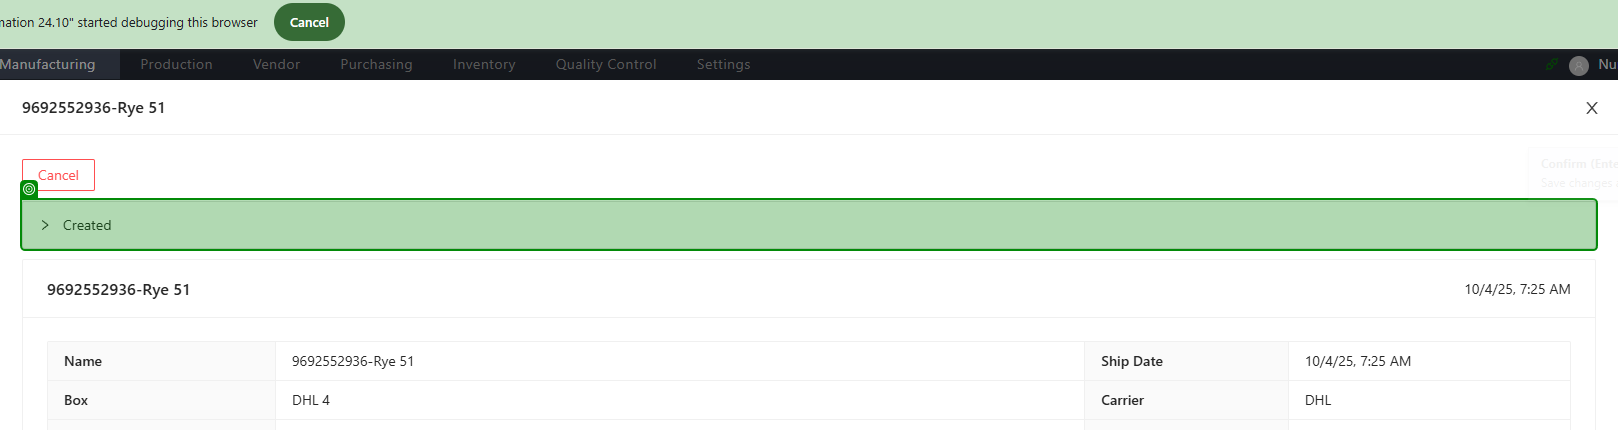 mation 24.10" started debugging this browser Cancel
Manufacturing Production Vendor Purchasing Inventory Quality Control Settings Nu
9692552936-Rye 51
Cancel
Confirm (Ente
Save changes
Created
9692552936-Rye 51 10/4/25, 7:25 AM
Name 9692552936-Rye 51 Ship Date 10/4/25, 7:25 AM
Box DHL 4 Carrier DHL